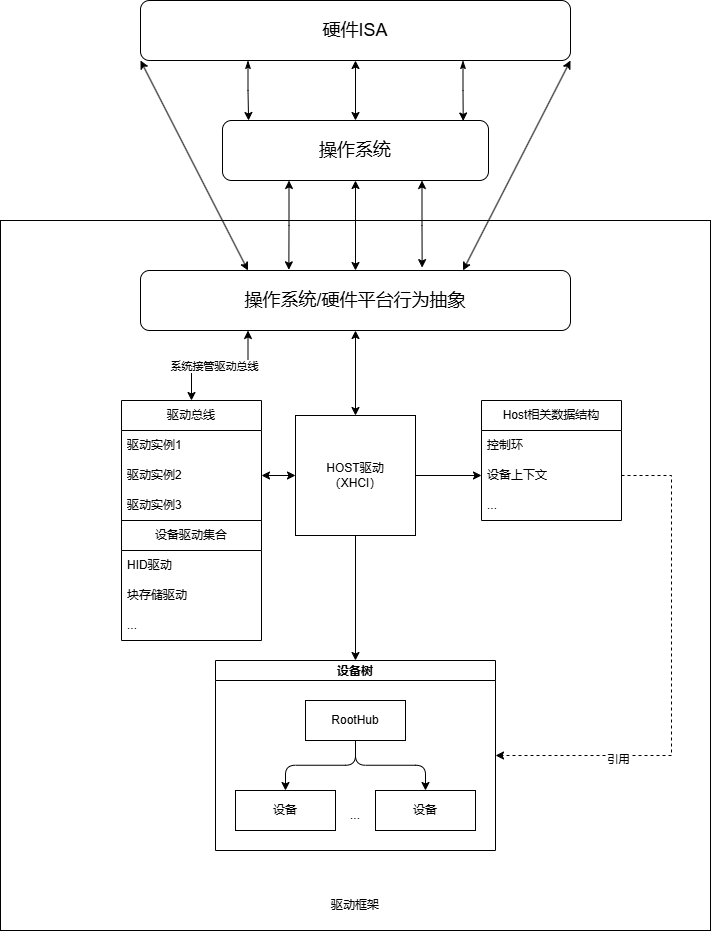 硬件ISA
操作系统
操作系统/硬件平台行为抽象
系统接管驱动总线
驱动总线
驱动实例1
驱动实例2
驱动实例3
设备驱动集合
HID驱动
块存储驱动
...
HOST驱动
（XHCI）
Host相关数据结构
控制环
设备上下文
...
设备树
RootHub
设备
...
设备
引用
驱动框架